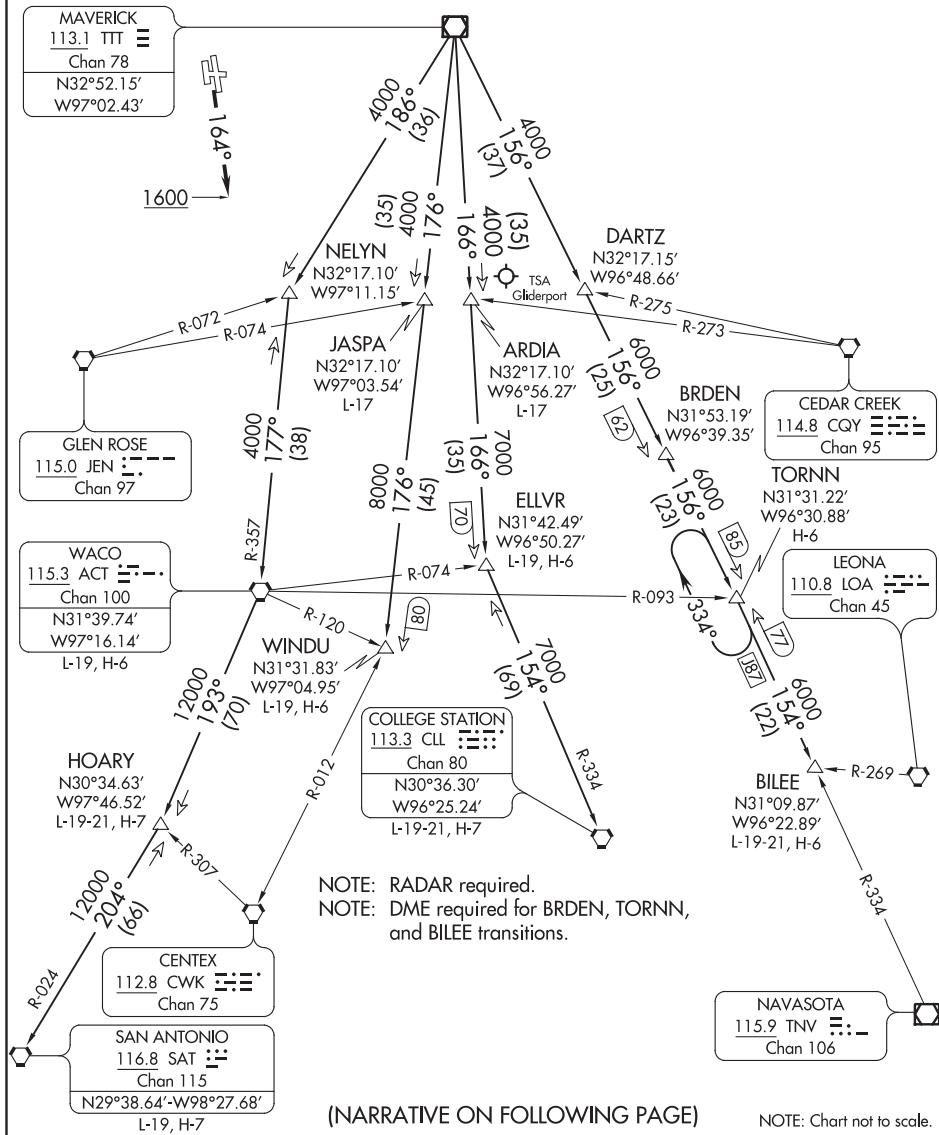 MAVERICK
113.1 TTT
Chan 78
N32°52.15'
W97°02.43'
164°
1600
4000
186°
(36)
(35)
4000
176°
166°
4000
(35)
4000
156°
(37)
NELYN
N32°17.10'
W97°11.15'
DARTZ
N32°17.15'
W96°48.66'
TSA
Gliderport
R-072
R-074
R-275
R-273
JASPA
N32°17.10'
W97°03.54'
L-17
ARDIA
N32°17.10'
W96°56.27'
L-17
6000
156°
(25)
BRDEN
N31°53.19'
W96°39.35'
62
CEDAR CREEK
114.8 CQY
Chan 95
GLEN ROSE
115.0 JEN
Chan 97
4000
177°
(38)
R-357
8000
176°
(45)
7000
166°
(35)
70
ELLVR
N31°42.49'
W96°50.27'
L-19, H-6
6000
156°
(23)
85
TORNN
N31°31.22'
W96°30.88'
H-6
WACO
115.3 ACT
Chan 100
N31°39.74'
W97°16.14'
L-19, H-6
R-074
R-093
R-120
80
334°
77
J87
LEONA
110.8 LOA
Chan 45
WINDU
N31°31.83'
W97°04.95'
L-19, H-6
7000
154°
(69)
R-334
6000
154°
(22)
12000
193°
(70)
COLLEGE STATION
113.3 CLL
Chan 80
N30°36.30'
W96°25.24'
L-19-21, H-7
HOARY
N30°34.63'
W97°46.52'
L-19-21, H-7
R-012
R-307
BILEE
N31°09.87'
W96°22.89'
L-19-21, H-6
R-269
R-334
12000
204°
(66)
R-024
NOTE: RADAR required.
NOTE: DME required for BRDEN, TORNN,
and BILEE transitions.
CENTEX
112.8 CWK
Chan 75
NAVASOTA
115.9 TNV
Chan 106
SAN ANTONIO
116.8 SAT
Chan 115
N29°38.64'-W98°27.68'
L-19, H-7
(NARRATIVE ON FOLLOWING PAGE)
NOTE: Chart not to scale.